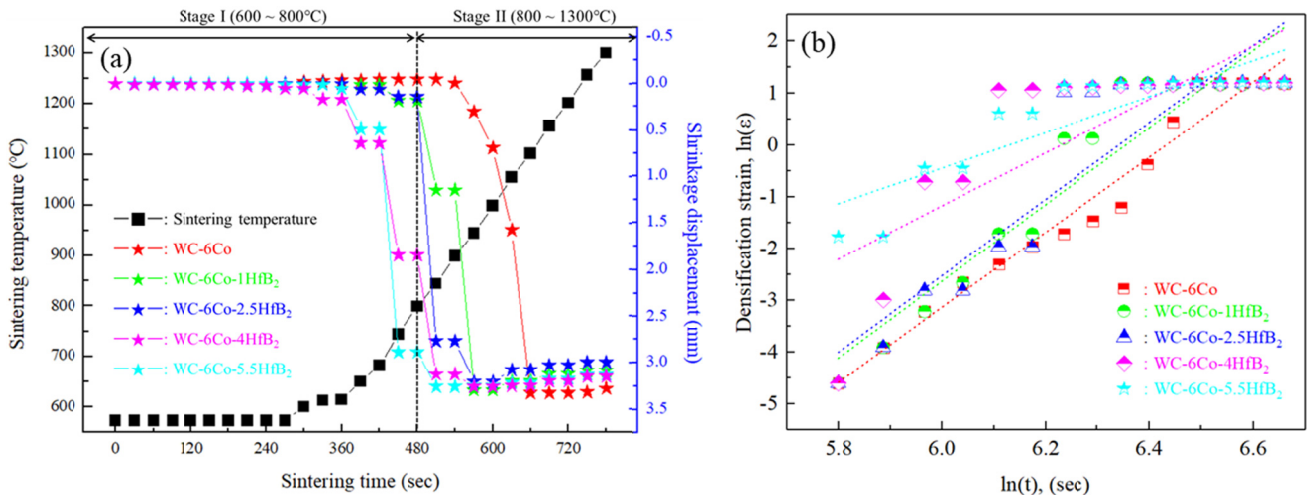 Stage I (600 ~ 800°C)
Stage II (800 ~ 1300°C)
(a)
1300
1200
1100
1000
900
800
700
600
Sintering temperature (°C)
-0.5
0.0
0.5
1.0
1.5
2.0
2.5
3.0
3.5
Shrinkage displacement (mm)
: Sintering temperature
: WC-6Co
: WC-6Co-1HfB₂
: WC-6Co-2.5HfB₂
: WC-6Co-4HfB₂
: WC-6Co-5.5HfB₂
0 120 240 360 480 600 720
Sintering time (sec)
(b)
2
1
0
-1
-2
-3
-4
-5
Densification strain, ln(ε)
: WC-6Co
: WC-6Co-1HfB₂
: WC-6Co-2.5HfB₂
: WC-6Co-4HfB₂
: WC-6Co-5.5HfB₂
5.8 6.0 6.2 6.4 6.6
ln(t), (sec)